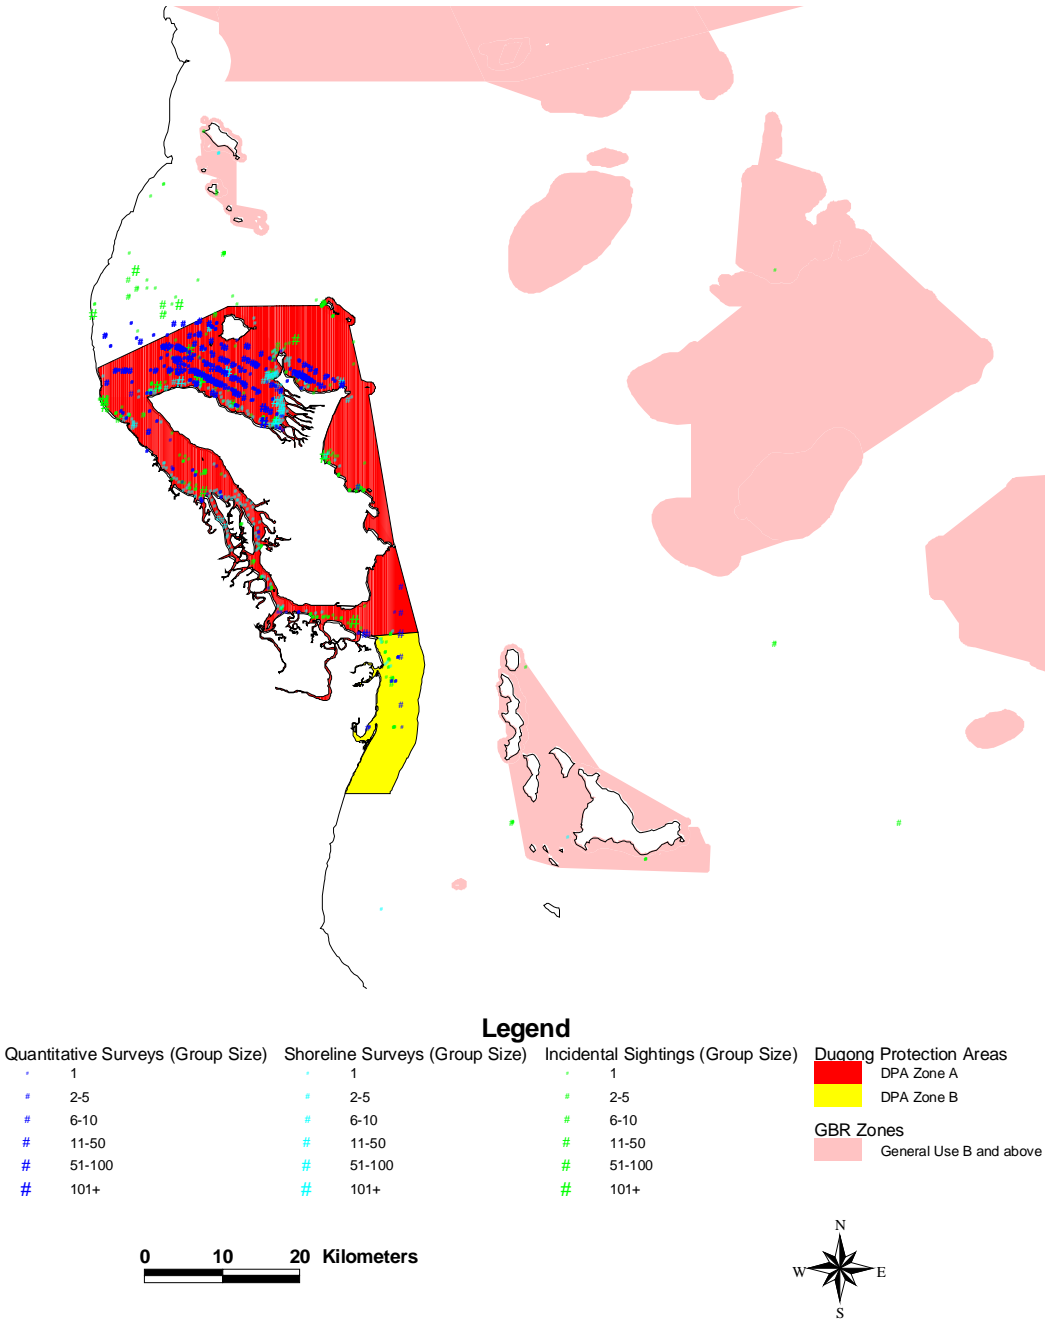 Legend
Quantitative Surveys (Group Size) Shoreline Surveys (Group Size) Incidental Sightings (Group Size) Dugong Protection Areas
# 1 # 1 # 1 DPA Zone A
# 2-5 # 2-5 # 2-5 DPA Zone B
# 6-10 # 6-10 # 6-10
GBR Zones
# 11-50 # 11-50 # 11-50 General Use B and above
# 51-100 # 51-100 # 51-100
# 101+ # 101+ # 101+
0 10 20 Kilometers
N
W E
S